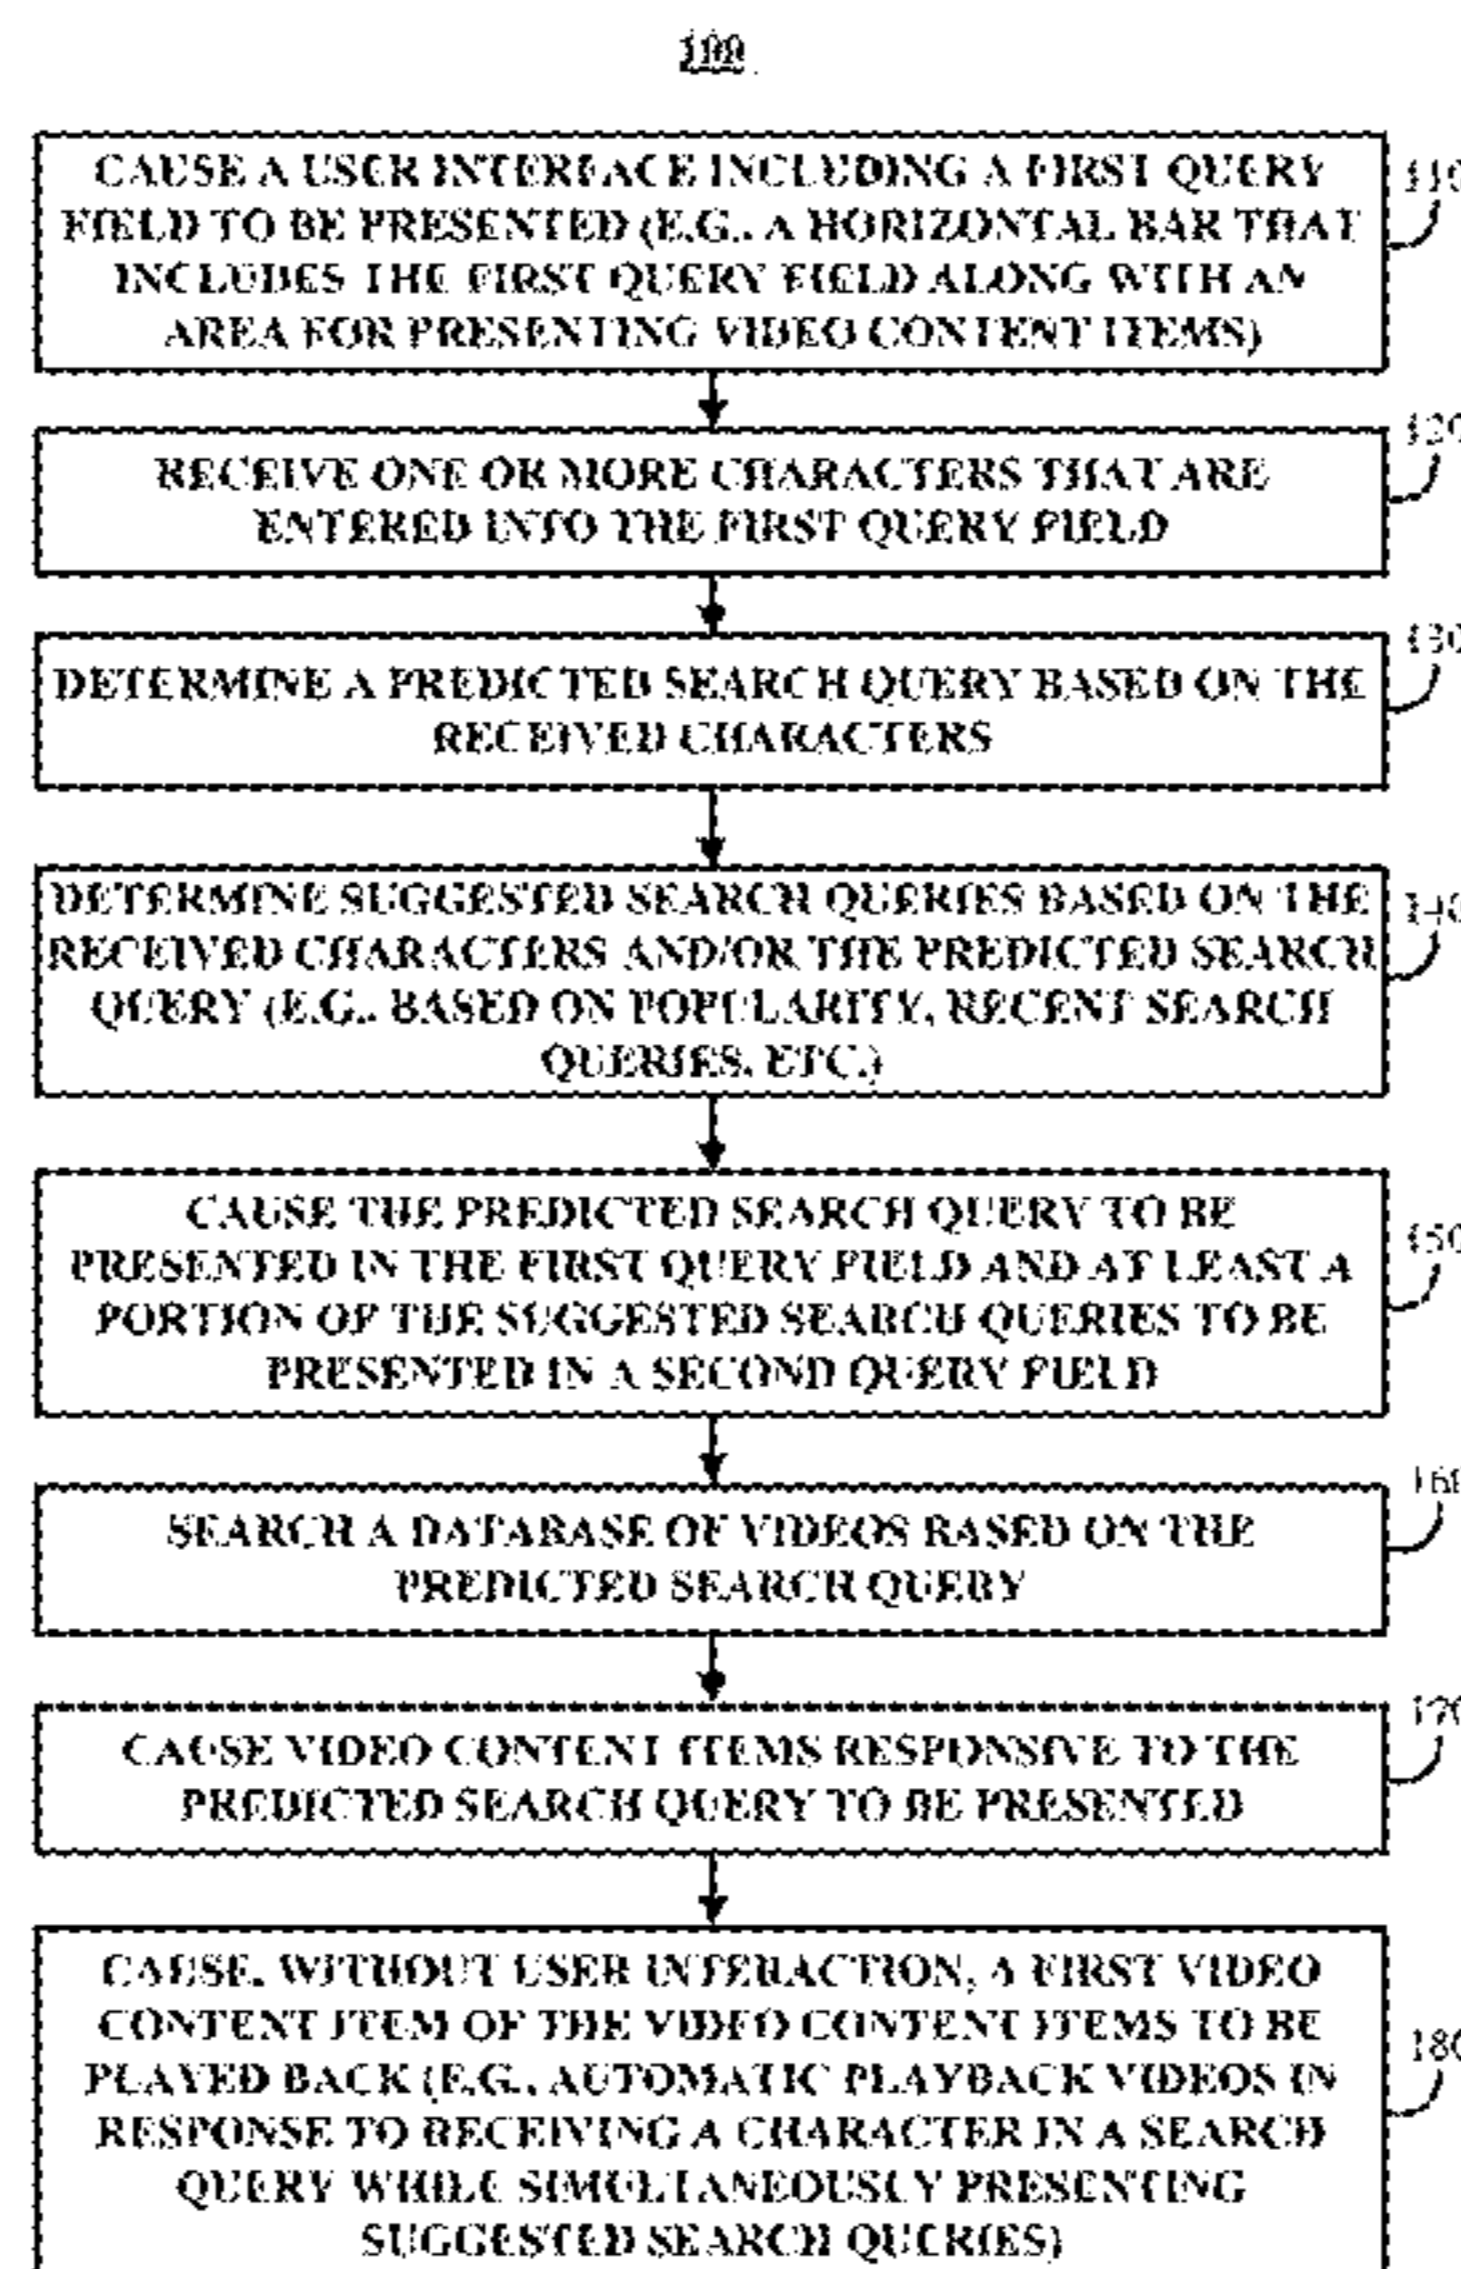 100
CAUSE A USER INTERFACE INCLUDING A FIRST QUERY
FIELD TO BE PRESENTED (E.G., A HORIZONTAL BAR THAT
INCLUDES THE FIRST QUERY FIELD ALONG WITH AN
AREA FOR PRESENTING VIDEO CONTENT ITEMS)
110
RECEIVE ONE OR MORE CHARACTERS THAT ARE
ENTERED INTO THE FIRST QUERY FIELD
120
DETERMINE A PREDICTED SEARCH QUERY BASED ON THE
RECEIVED CHARACTERS
130
DETERMINE SUGGESTED SEARCH QUERIES BASED ON THE
RECEIVED CHARACTERS AND/OR THE PREDICTED SEARCH
QUERY (E.G., BASED ON POPULARITY, RECENT SEARCH
QUERIES, ETC.)
140
CAUSE THE PREDICTED SEARCH QUERY TO BE
PRESENTED IN THE FIRST QUERY FIELD AND AT LEAST A
PORTION OF THE SUGGESTED SEARCH QUERIES TO BE
PRESENTED IN A SECOND QUERY FIELD
150
SEARCH A DATABASE OF VIDEOS BASED ON THE
PREDICTED SEARCH QUERY
160
CAUSE VIDEO CONTENT ITEMS RESPONSIVE TO THE
PREDICTED SEARCH QUERY TO BE PRESENTED
170
CAUSE, WITHOUT USER INTERACTION, A FIRST VIDEO
CONTENT ITEM OF THE VIDEO CONTENT ITEMS TO BE
PLAYED BACK (E.G., AUTOMATIC PLAYBACK VIDEOS IN
RESPONSE TO RECEIVING A CHARACTER IN A SEARCH
QUERY WHILE SIMULTANEOUSLY PRESENTING
SUGGESTED SEARCH QUERIES)
180